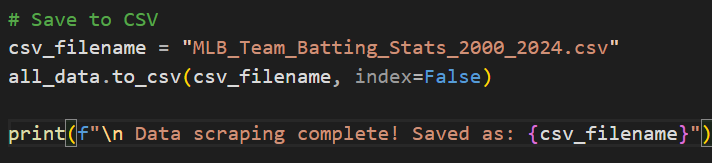 # Save to CSV
csv_filename = "MLB_Team_Batting_Stats_2000_2024.csv"
all_data.to_csv(csv_filename, index=False)
print(f"\n Data scraping complete! Saved as: {csv_filename}")